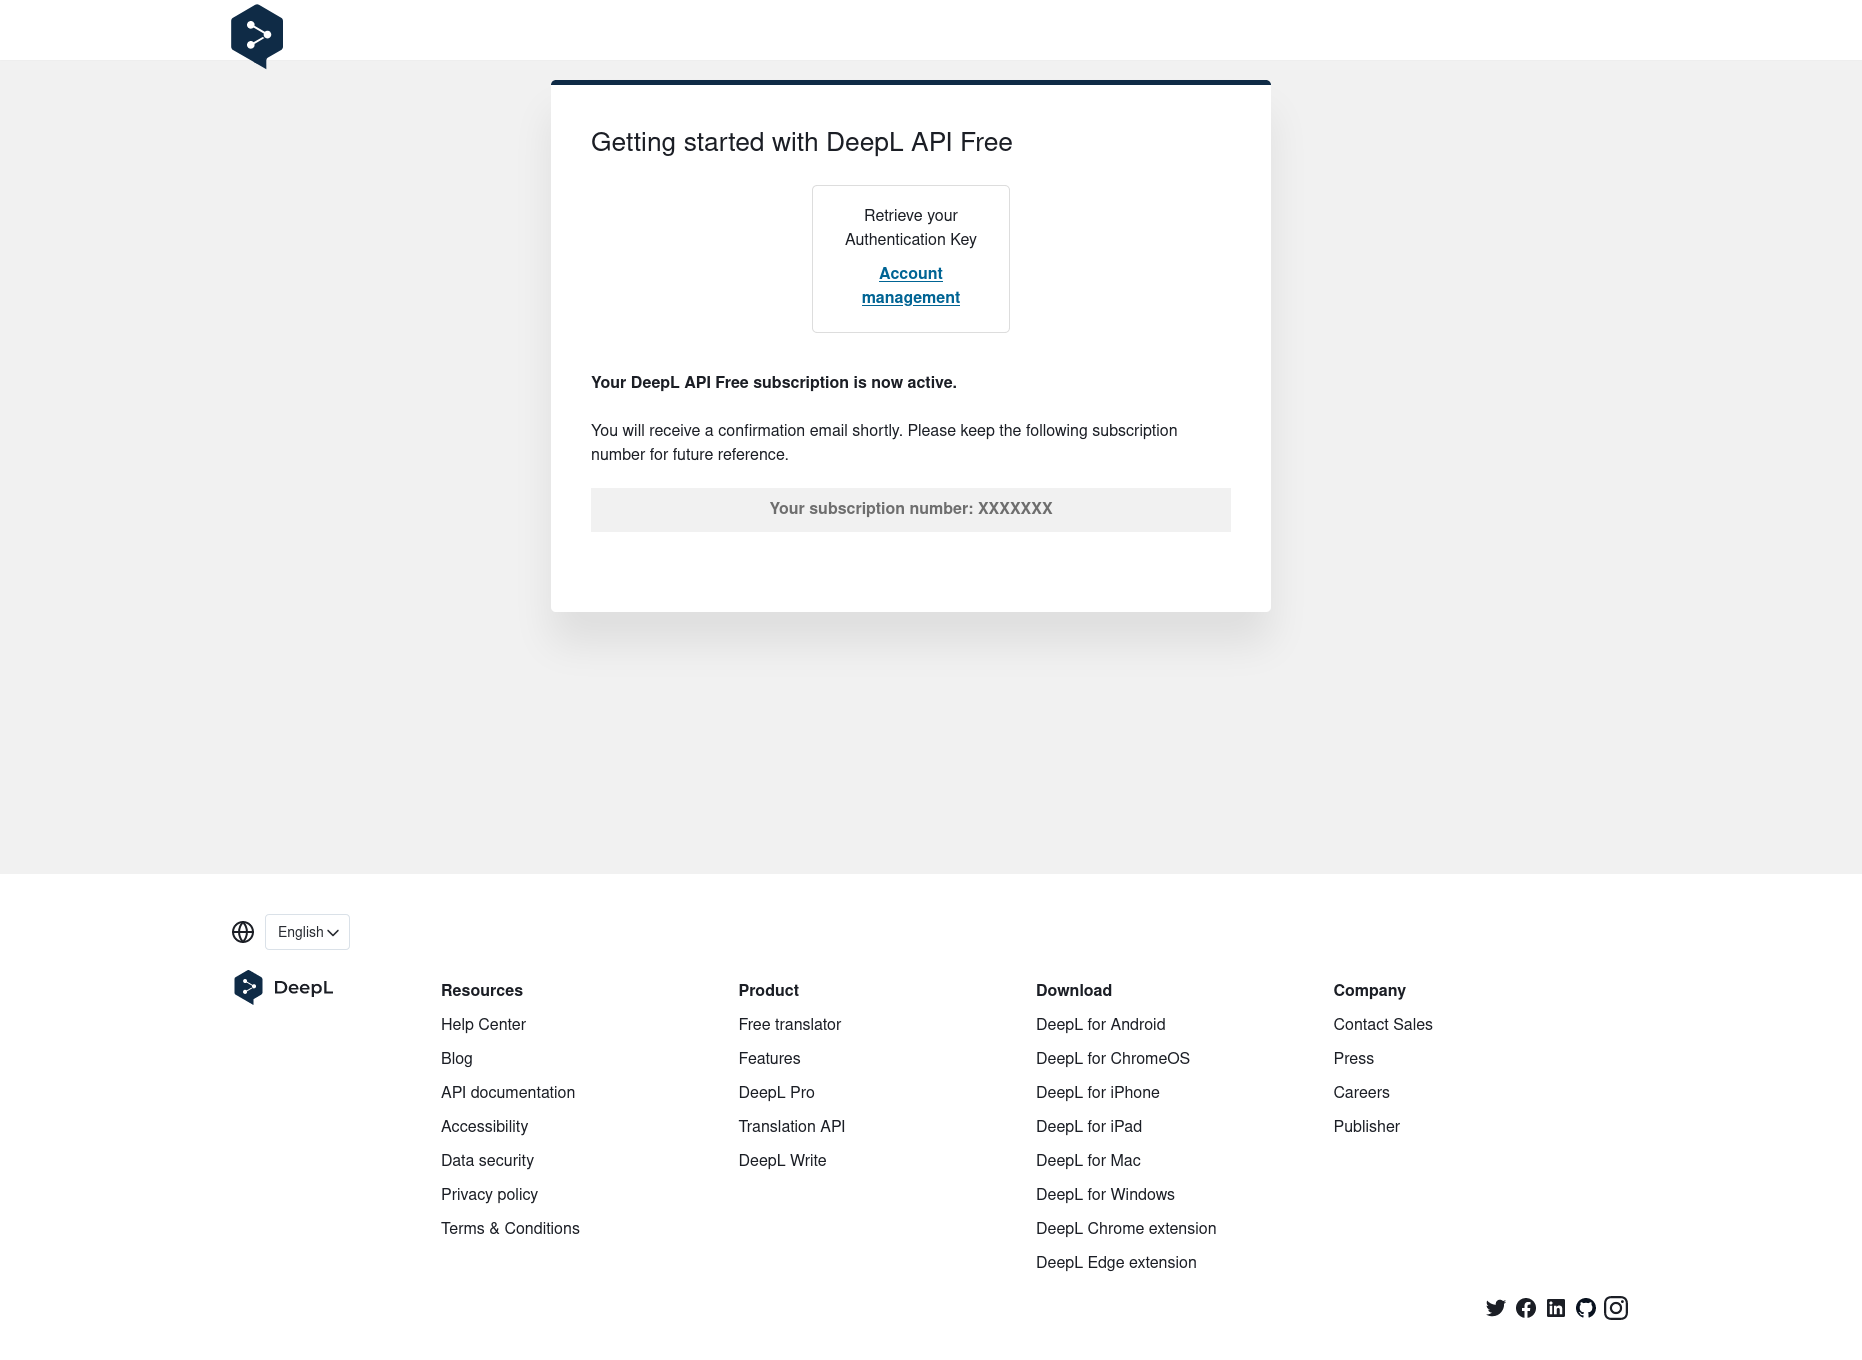 Getting started with DeepL API Free
Retrieve your
Authentication Key
Account
management
Your DeepL API Free subscription is now active.
You will receive a confirmation email shortly. Please keep the following subscription
number for future reference.
Your subscription number: XXXXXXX
English
DeepL
Resources
Help Center
Blog
API documentation
Accessibility
Data security
Privacy policy
Terms & Conditions
Product
Free translator
Features
DeepL Pro
Translation API
DeepL Write
Download
DeepL for Android
DeepL for ChromeOS
DeepL for iPhone
DeepL for iPad
DeepL for Mac
DeepL for Windows
DeepL Chrome extension
DeepL Edge extension
Company
Contact Sales
Press
Careers
Publisher